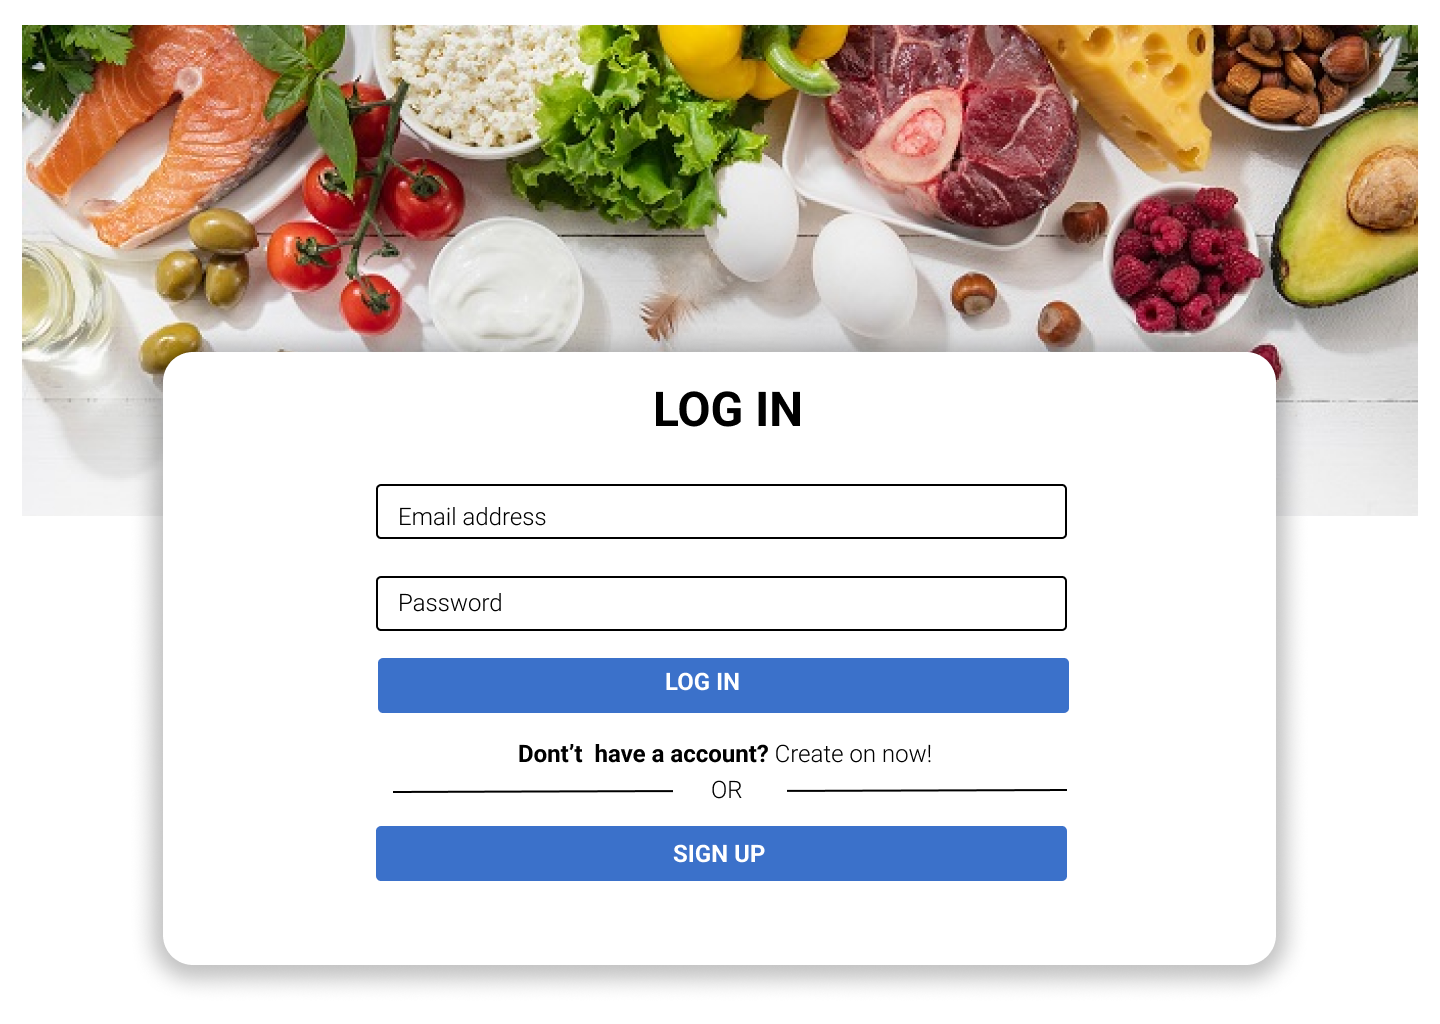 LOG IN
Email address
Password
LOG IN
Dont’t  have a account? Create on now!
OR
SIGN UP